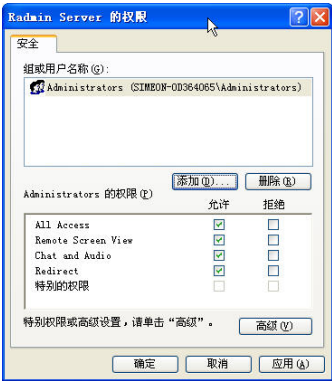 Radmin Server 的权限
安全
组或用户名称(G):
Administrators (SIMEON-OD364065\Administrators)
添加(D)... 删除(R)
Administrators 的权限(P) 允许 拒绝
All Access
Remote Screen View
Chat and Audio
Redirect
特别的权限
特别权限或高级设置，请单击“高级”。 高级(V)
确定 取消 应用(A)